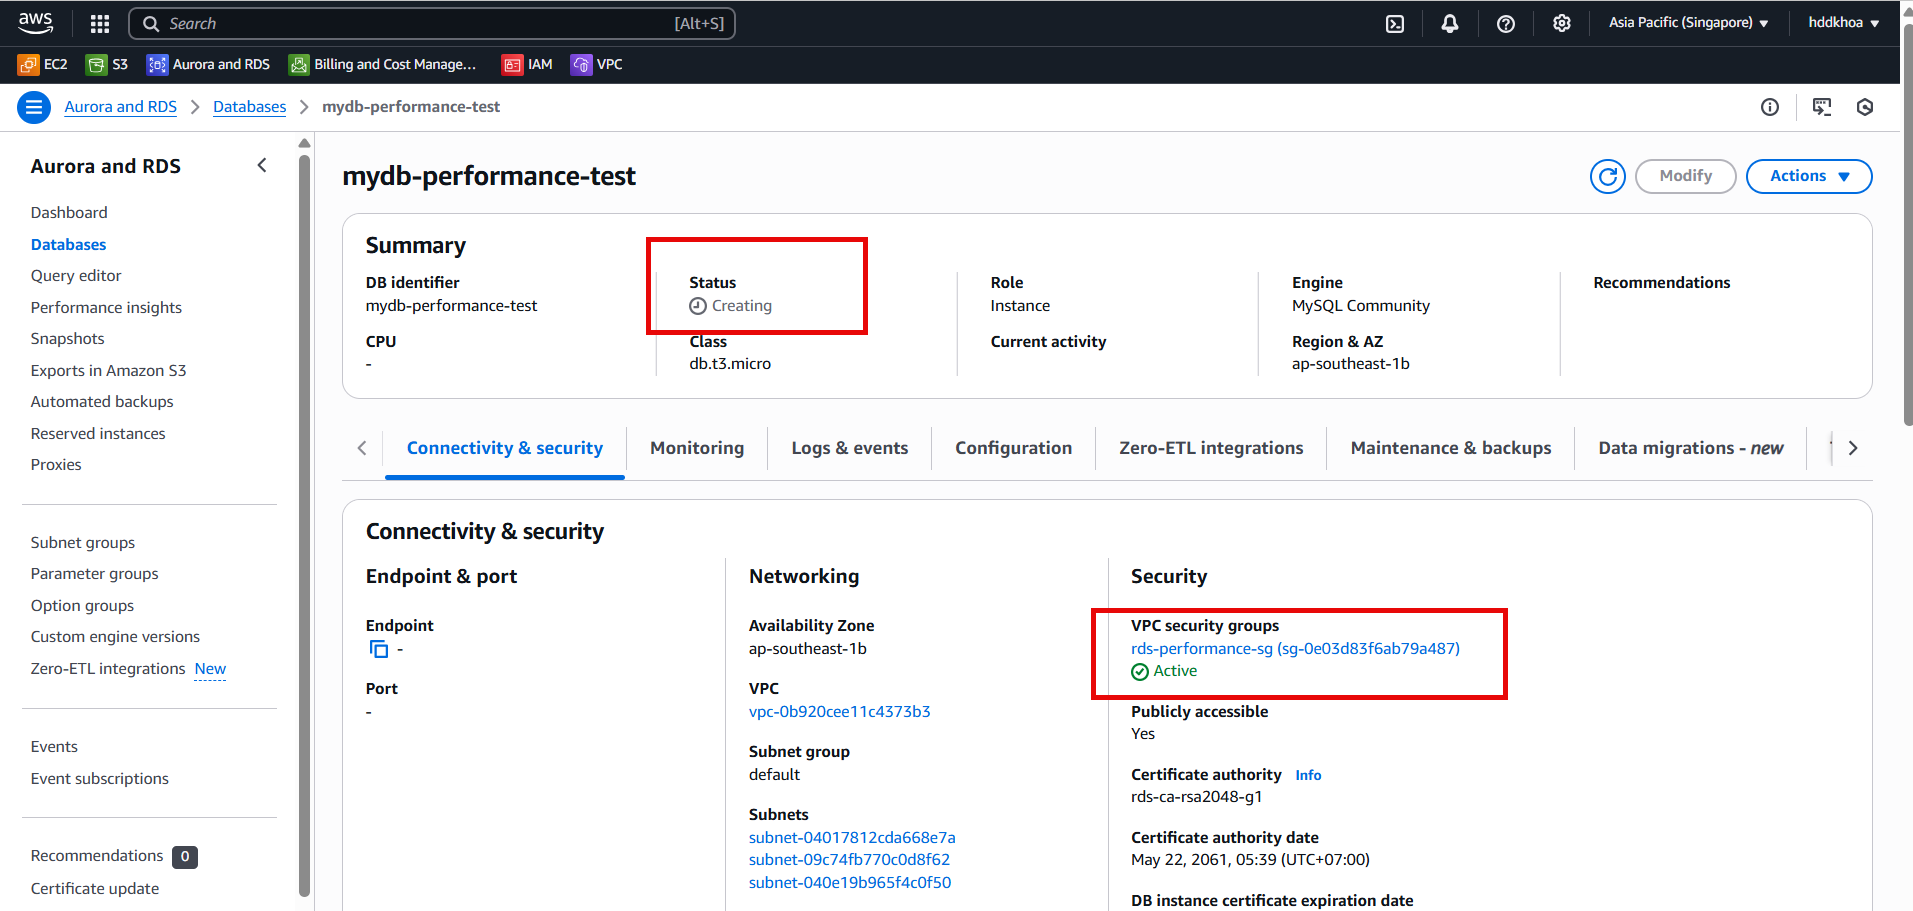 aws
Search
[Alt+S]
Asia Pacific (Singapore)
hddkhoa
EC2
S3
Aurora and RDS
Billing and Cost Manage...
IAM
VPC
Aurora and RDS
Databases
mydb-performance-test
Aurora and RDS
Dashboard
Databases
Query editor
Performance insights
Snapshots
Exports in Amazon S3
Automated backups
Reserved instances
Proxies
Subnet groups
Parameter groups
Option groups
Custom engine versions
Zero-ETL integrations New
Events
Event subscriptions
Recommendations 0
Certificate update
mydb-performance-test
Modify
Actions
Summary
DB identifier
mydb-performance-test
CPU
-
Status
Creating
Class
db.t3.micro
Role
Instance
Current activity
Engine
MySQL Community
Region & AZ
ap-southeast-1b
Recommendations
Connectivity & security
Monitoring
Logs & events
Configuration
Zero-ETL integrations
Maintenance & backups
Data migrations - new
Connectivity & security
Endpoint & port
Endpoint
-
Port
-
Networking
Availability Zone
ap-southeast-1b
VPC
vpc-0b920cee11c4373b3
Subnet group
default
Subnets
subnet-04017812cda668e7a
subnet-09c74fb770c0d8f62
subnet-040e19b965f4c0f50
Security
VPC security groups
rds-performance-sg (sg-0e03d83f6ab79a487)
Active
Publicly accessible
Yes
Certificate authority Info
rds-ca-rsa2048-g1
Certificate authority date
May 22, 2061, 05:39 (UTC+07:00)
DB instance certificate expiration date